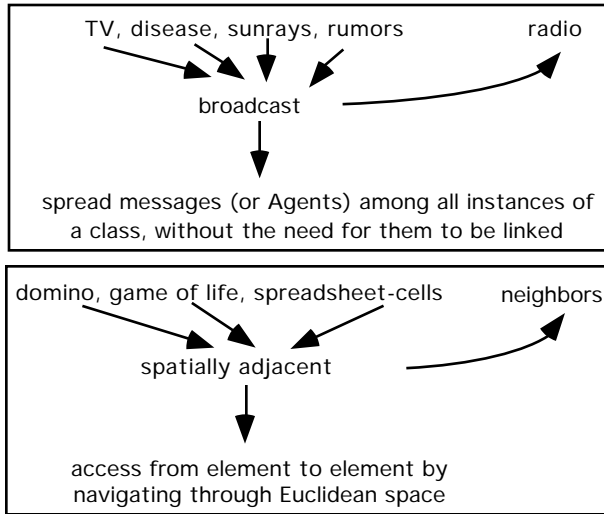 TV, disease, sunrays, rumors radio
broadcast
spread messages (or Agents) among all instances of
a class, without the need for them to be linked
domino, game of life, spreadsheet-cells neighbors
spatially adjacent
access from element to element by
navigating through Euclidean space